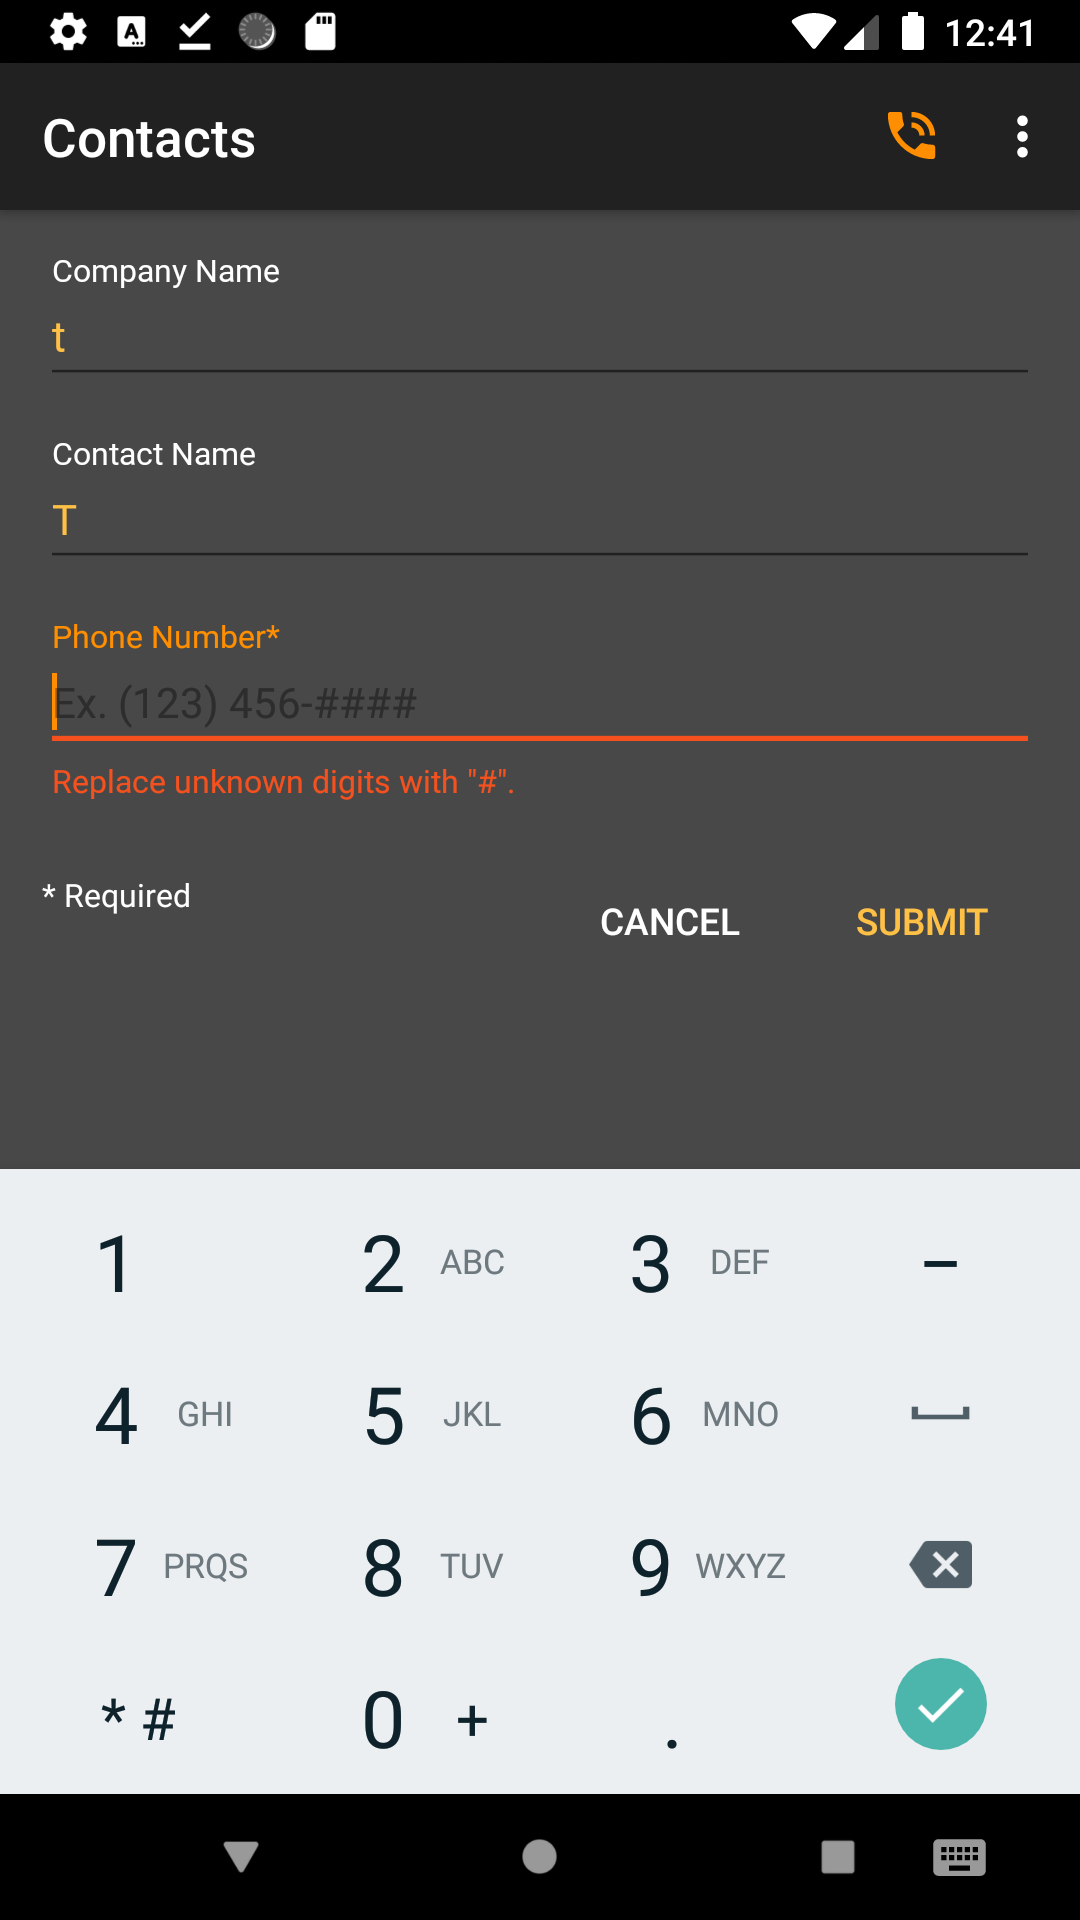 12:41
Contacts
Company Name
t
Contact Name
T
Phone Number*
Ex. (123) 456-####
Replace unknown digits with "#".
* Required
CANCEL SUBMIT
1 2 ABC 3 DEF –
4 GHI 5 JKL 6 MNO
7 PRQS 8 TUV 9 WXYZ
* # 0 + .